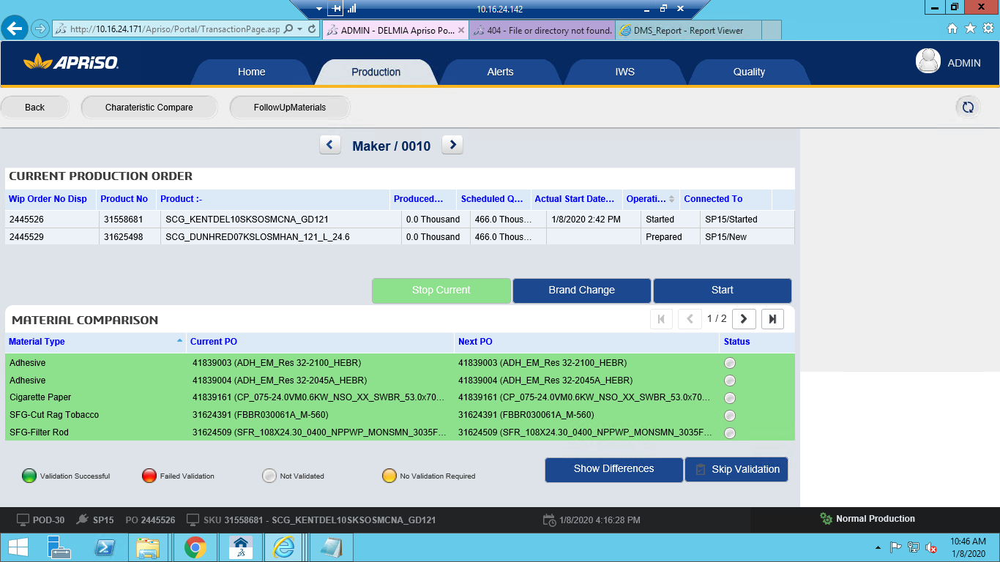 10.16.24.142
http://10.16.24.171/Apriso/Portal/TransactionPage.asp
ADMIN - DELMIA Apriso Po...
404 - File or directory not found.
DMS_Report - Report Viewer
APRISO
Home
Production
Alerts
IWS
Quality
ADMIN
Back
Charateristic Compare
FollowUpMaterials
Maker / 0010
CURRENT PRODUCTION ORDER
Wip Order No Disp Product No Product :- Produced... Scheduled Q... Actual Start Date... Operati... Connected To
2445526 31558681 SCG_KENTDEL10SKSOSMCNA_GD121 0.0 Thousand 466.0 Thous... 1/8/2020 2:42 PM Started SP15/Started
2445529 31625498 SCG_DUNHRED07KSLOSMHAN_121_L_24.6 0.0 Thousand 466.0 Thous... Prepared SP15/New
Stop Current
Brand Change
Start
MATERIAL COMPARISON
1 / 2
Material Type Current PO Next PO Status
Adhesive 41839003 (ADH_EM_Res 32-2100_HEBR) 41839003 (ADH_EM_Res 32-2100_HEBR)
Adhesive 41839004 (ADH_EM_Res 32-2045A_HEBR) 41839004 (ADH_EM_Res 32-2045A_HEBR)
Cigarette Paper 41839161 (CP_075-24.0VM0.6KW_NSO_XX_SWBR_53.0x70... 41839161 (CP_075-24.0VM0.6KW_NSO_XX_SWBR_53.0x70...
SFG-Cut Rag Tobacco 31624391 (FBBR030061A_M-560) 31624391 (FBBR030061A_M-560)
SFG-Filter Rod 31624509 (SFR_108X24.30_0400_NPPWP_MONSMN_3035F... 31624509 (SFR_108X24.30_0400_NPPWP_MONSMN_3035F...
Validation Successful
Failed Validation
Not Validated
No Validation Required
Show Differences
Skip Validation
POD-30
SP15
PO 2445526
SKU 31558681 - SCG_KENTDEL10SKSOSMCNA_GD121
1/8/2020 4:16:28 PM
Normal Production
10:46 AM
1/8/2020